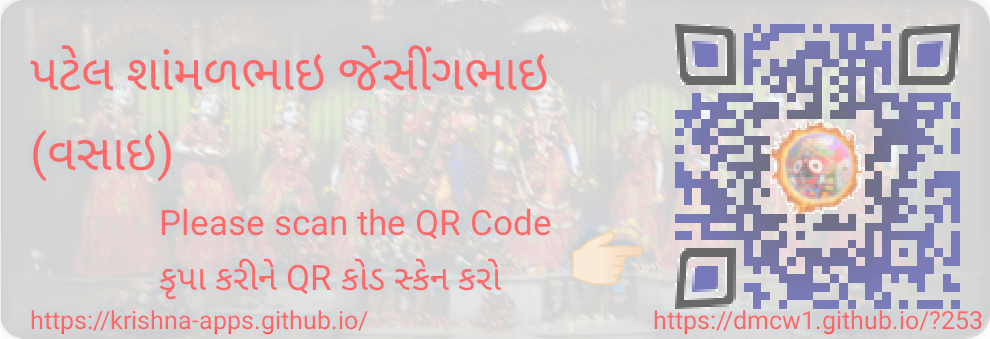 પટેલ શાંમળભાઇ જેસીંગભાઇ
(વસાઇ)
Please scan the QR Code
કૃપા કરીને QR કોડ સ્કેન કરો
https://krishna-apps.github.io/
https://dmcw1.github.io/?253